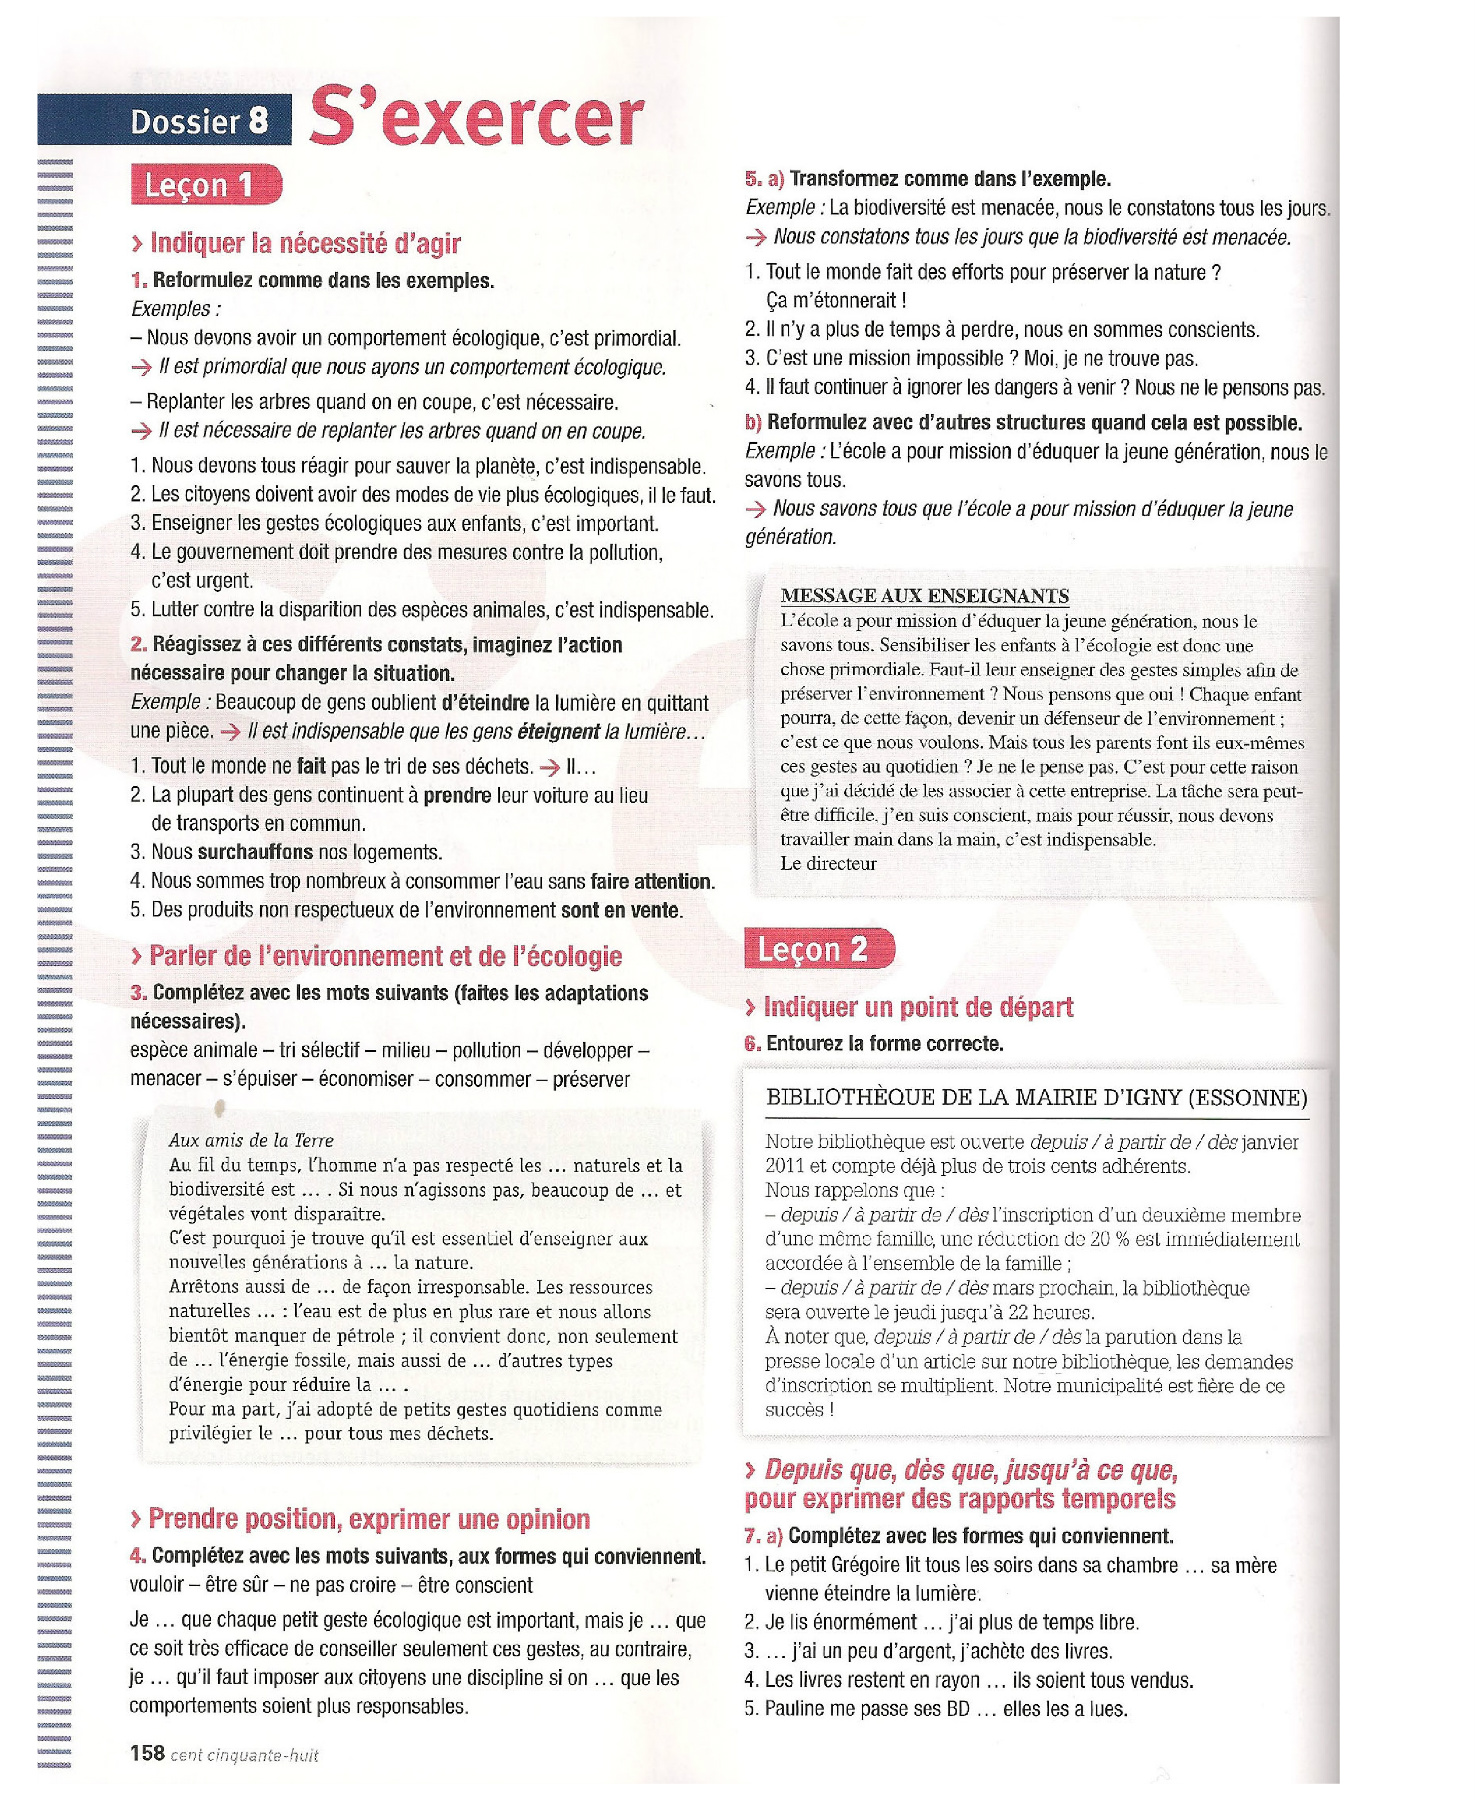 Dossier 8
S'exercer
Leçon 1
› Indiquer la nécessité d'agir
1. Reformulez comme dans les exemples.
Exemples :
– Nous devons avoir un comportement écologique, c'est primordial.
→ Il est primordial que nous ayons un comportement écologique.
– Replanter les arbres quand on en coupe, c'est nécessaire.
→ Il est nécessaire de replanter les arbres quand on en coupe.
1. Nous devons tous réagir pour sauver la planète, c'est indispensable.
2. Les citoyens doivent avoir des modes de vie plus écologiques, il le faut.
3. Enseigner les gestes écologiques aux enfants, c'est important.
4. Le gouvernement doit prendre des mesures contre la pollution,
c'est urgent.
5. Lutter contre la disparition des espèces animales, c'est indispensable.
2. Réagissez à ces différents constats, imaginez l'action
nécessaire pour changer la situation.
Exemple : Beaucoup de gens oublient d'éteindre la lumière en quittant
une pièce. → Il est indispensable que les gens éteignent la lumière...
1. Tout le monde ne fait pas le tri de ses déchets. → Il...
2. La plupart des gens continuent à prendre leur voiture au lieu
de transports en commun.
3. Nous surchauffons nos logements.
4. Nous sommes trop nombreux à consommer l'eau sans faire attention.
5. Des produits non respectueux de l'environnement sont en vente.
› Parler de l'environnement et de l'écologie
3. Complétez avec les mots suivants (faites les adaptations
nécessaires).
espèce animale – tri sélectif – milieu – pollution – développer –
menacer – s'épuiser – économiser – consommer – préserver
Aux amis de la Terre
Au fil du temps, l'homme n'a pas respecté les ... naturels et la
biodiversité est ... . Si nous n'agissons pas, beaucoup de ... et
végétales vont disparaître.
C'est pourquoi je trouve qu'il est essentiel d'enseigner aux
nouvelles générations à ... la nature.
Arrêtons aussi de ... de façon irresponsable. Les ressources
naturelles ... : l'eau est de plus en plus rare et nous allons
bientôt manquer de pétrole ; il convient donc, non seulement
de ... l'énergie fossile, mais aussi de ... d'autres types
d'énergie pour réduire la ... .
Pour ma part, j'ai adopté de petits gestes quotidiens comme
privilégier le ... pour tous mes déchets.
› Prendre position, exprimer une opinion
4. Complétez avec les mots suivants, aux formes qui conviennent.
vouloir – être sûr – ne pas croire – être conscient
Je ... que chaque petit geste écologique est important, mais je ... que
ce soit très efficace de conseiller seulement ces gestes, au contraire,
je ... qu'il faut imposer aux citoyens une discipline si on ... que les
comportements soient plus responsables.
158 cent cinquante-huit
5. a) Transformez comme dans l'exemple.
Exemple : La biodiversité est menacée, nous le constatons tous les jours.
→ Nous constatons tous les jours que la biodiversité est menacée.
1. Tout le monde fait des efforts pour préserver la nature ?
Ça m'étonnerait !
2. Il n'y a plus de temps à perdre, nous en sommes conscients.
3. C'est une mission impossible ? Moi, je ne trouve pas.
4. Il faut continuer à ignorer les dangers à venir ? Nous ne le pensons pas.
b) Reformulez avec d'autres structures quand cela est possible.
Exemple : L'école a pour mission d'éduquer la jeune génération, nous le
savons tous.
→ Nous savons tous que l'école a pour mission d'éduquer la jeune
génération.
MESSAGE AUX ENSEIGNANTS
L'école a pour mission d'éduquer la jeune génération, nous le
savons tous. Sensibiliser les enfants à l'écologie est donc une
chose primordiale. Faut-il leur enseigner des gestes simples afin de
préserver l'environnement ? Nous pensons que oui ! Chaque enfant
pourra, de cette façon, devenir un défenseur de l'environnement ;
c'est ce que nous voulons. Mais tous les parents font ils eux-mêmes
ces gestes au quotidien ? Je ne le pense pas. C'est pour cette raison
que j'ai décidé de les associer à cette entreprise. La tâche sera peut-
être difficile, j'en suis conscient, mais pour réussir, nous devons
travailler main dans la main, c'est indispensable.
Le directeur
Leçon 2
› Indiquer un point de départ
6. Entourez la forme correcte.
BIBLIOTHÈQUE DE LA MAIRIE D'IGNY (ESSONNE)
Notre bibliothèque est ouverte depuis / à partir de / dès janvier
2011 et compte déjà plus de trois cents adhérents.
Nous rappelons que :
– depuis / à partir de / dès l'inscription d'un deuxième membre
d'une même famille, une réduction de 20 % est immédiatement
accordée à l'ensemble de la famille ;
– depuis / à partir de / dès mars prochain, la bibliothèque
sera ouverte le jeudi jusqu'à 22 heures.
À noter que, depuis / à partir de / dès la parution dans la
presse locale d'un article sur notre bibliothèque, les demandes
d'inscription se multiplient. Notre municipalité est fière de ce
succès !
› Depuis que, dès que, jusqu'à ce que,
pour exprimer des rapports temporels
7. a) Complétez avec les formes qui conviennent.
1. Le petit Grégoire lit tous les soirs dans sa chambre ... sa mère
vienne éteindre la lumière.
2. Je lis énormément ... j'ai plus de temps libre.
3. ... j'ai un peu d'argent, j'achète des livres.
4. Les livres restent en rayon ... ils soient tous vendus.
5. Pauline me passe ses BD ... elles les a lues.